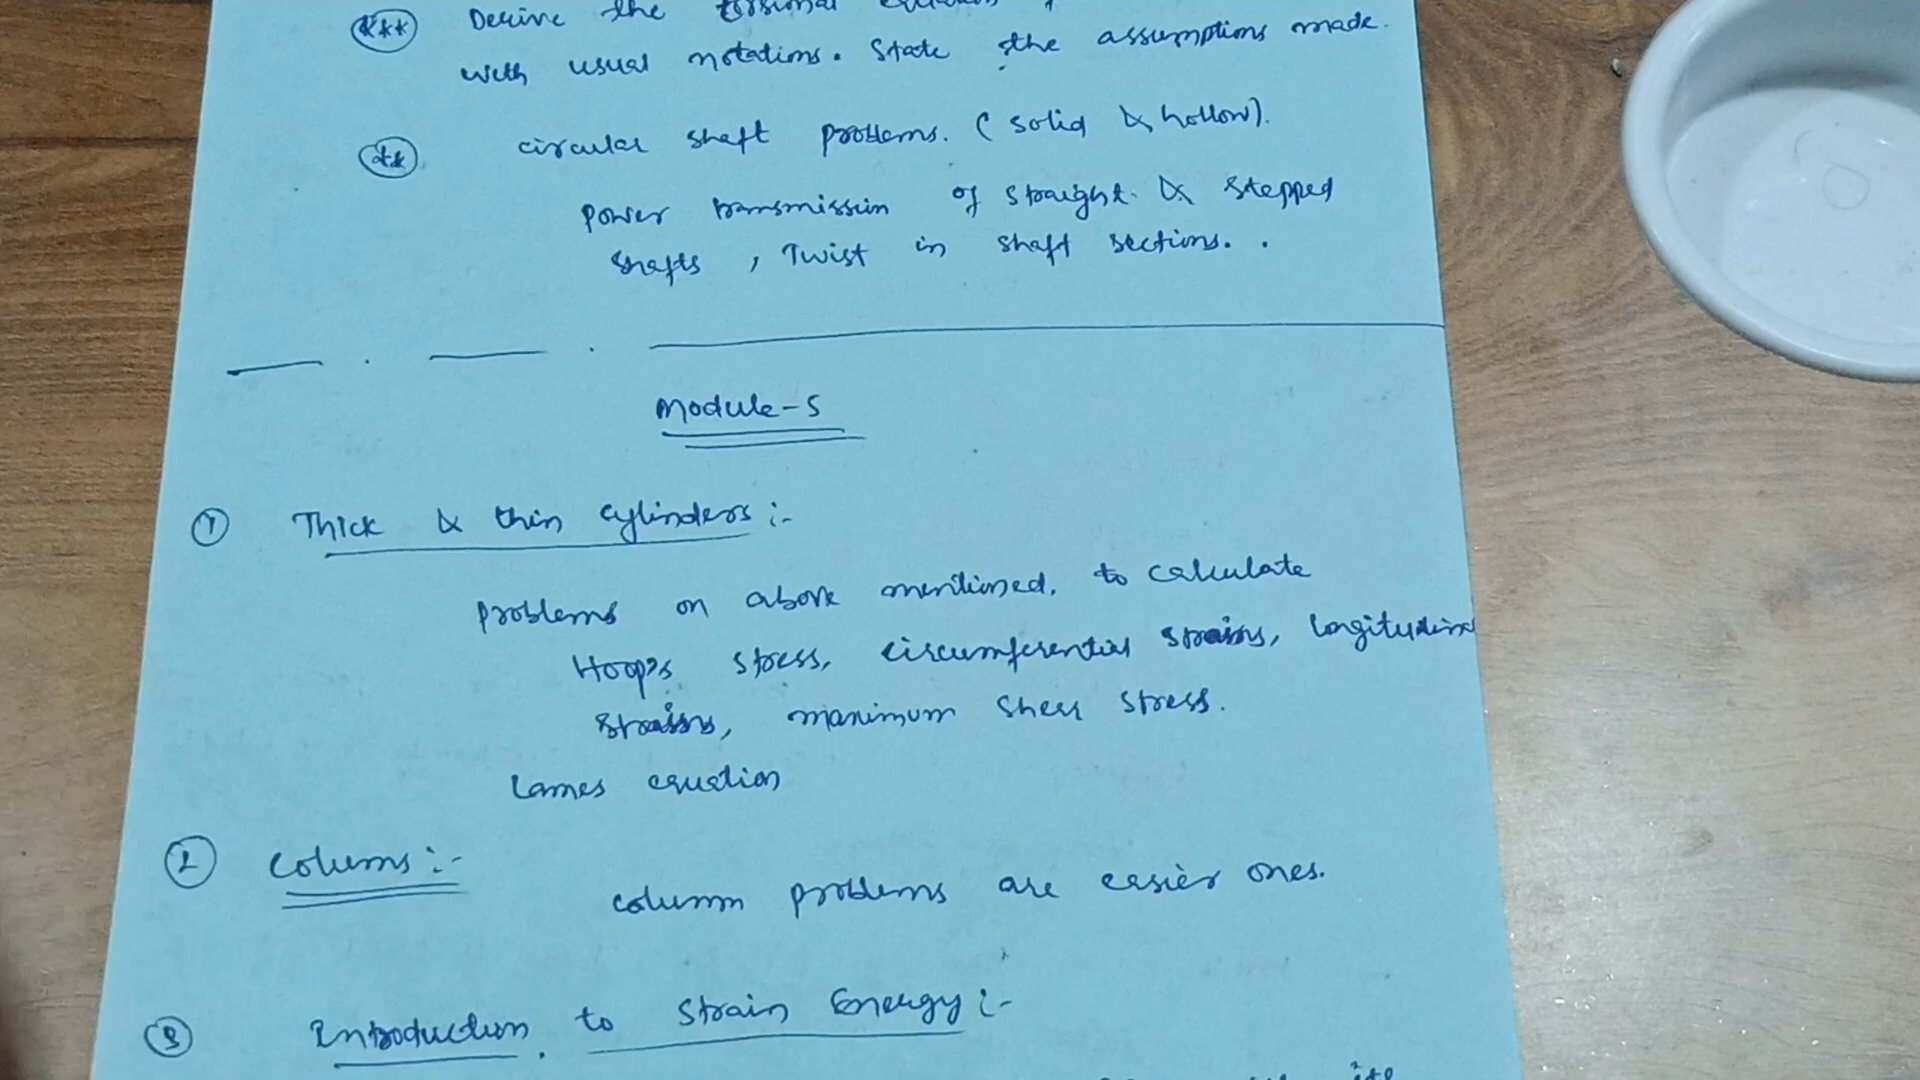 *** Derive the torsional equation
with usual notations. State the assumptions made.
** circular shaft problems. (solid & hollow).
power transmission of straight & stepped
shafts, Twist in shaft sections.
Module-5
① Thick & thin cylinders:-
problems on above mentioned, to calculate
Hoop's stress, circumferential strains, longitudinal
strains, maximum shear stress.
Lames equation
② Columns:-
column problems are easier ones.
③ Introduction to Strain Energy:-